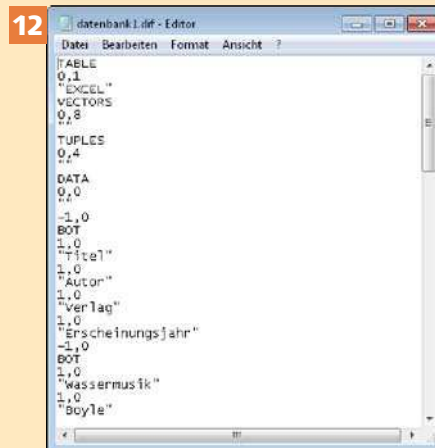 12
datenbank1.dif - Editor
Datei Bearbeiten Format Ansicht ?
TABLE
0,1
"EXCEL"
VECTORS
0,8
""
TUPLES
0,4
""
DATA
0,0
""
-1,0
BOT
1,0
"Titel"
1,0
"Autor"
1,0
"Verlag"
1,0
"Erscheinungsjahr"
-1,0
BOT
1,0
"Wassermusik"
1,0
"Boyle"